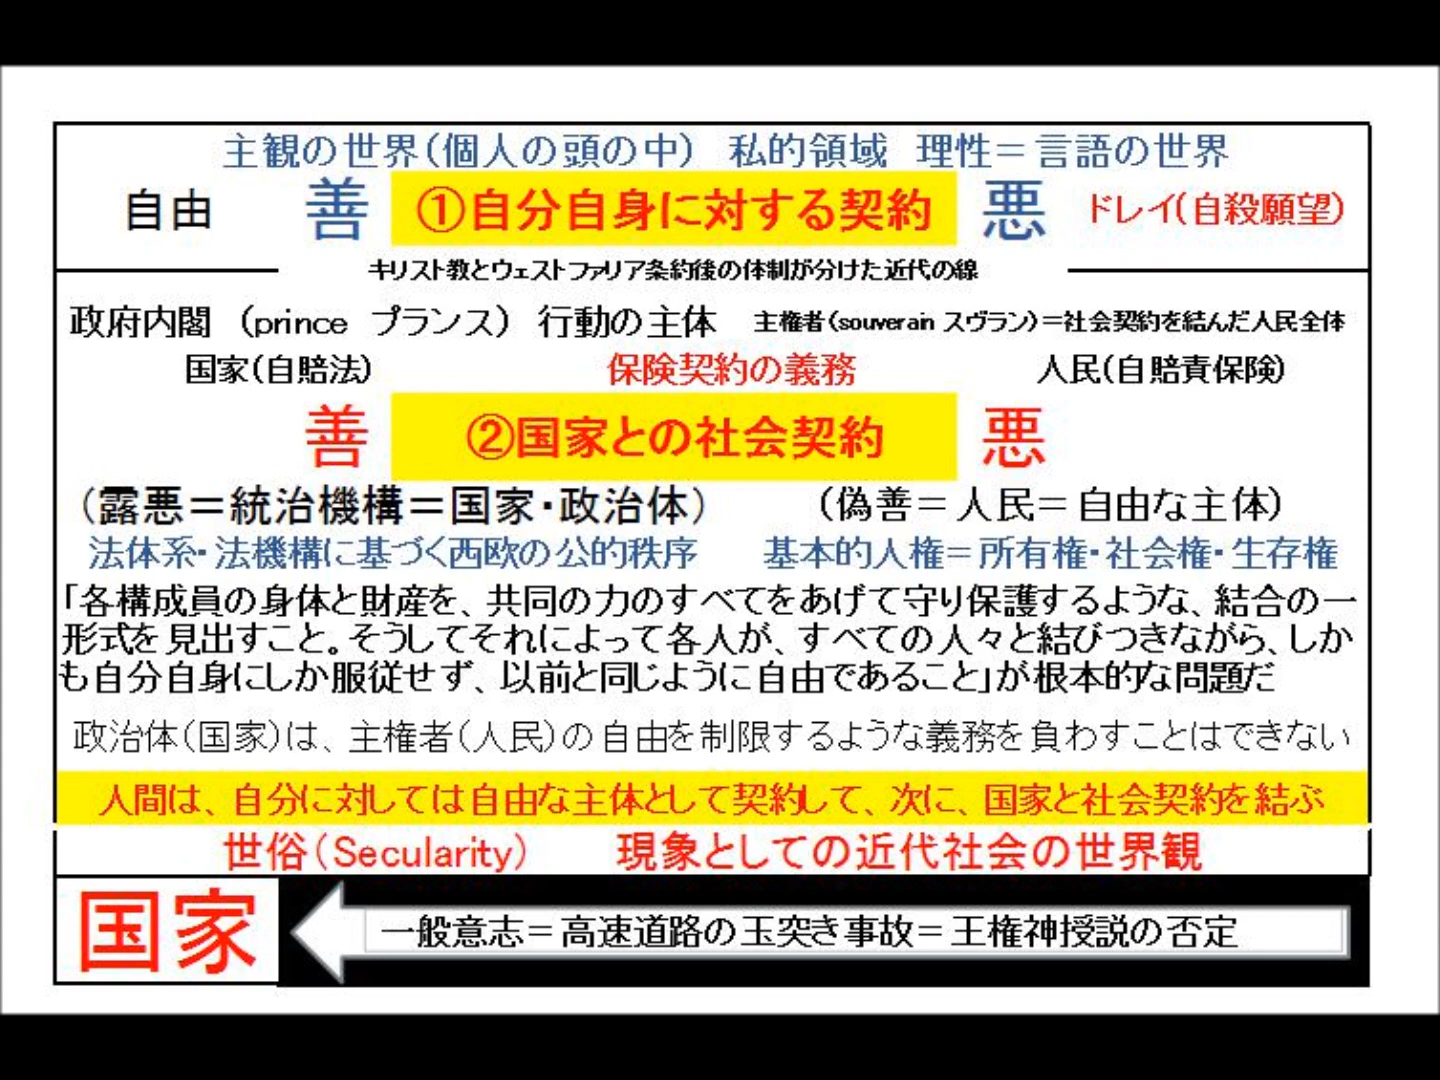 主観の世界(個人の頭の中) 私的領域 理性=言語の世界
自由 善 ①自分自身に対する契約 悪 ドレイ(自殺願望)
キリスト教とウェストファリア条約後の体制が分けた近代の線
政府内閣 (prince プランス) 行動の主体 主権者(souverain スヴラン)=社会契約を結んだ人民全体
国家(自賠法) 保険契約の義務 人民(自賠責保険)
善 ②国家との社会契約 悪
(露悪=統治機構=国家・政治体) (偽善=人民=自由な主体)
法体系・法機構に基づく西欧の公的秩序 基本的人権=所有権・社会権・生存権
「各構成員の身体と財産を、共同の力のすべてをあげて守り保護するような、結合の一
形式を見出すこと。そうしてそれによって各人が、すべての人々と結びつきながら、しか
も自分自身にしか服従せず、以前と同じように自由であること」が根本的な問題だ
政治体(国家)は、主権者(人民)の自由を制限するような義務を負わすことはできない
人間は、自分に対しては自由な主体として契約して、次に、国家と社会契約を結ぶ
世俗(Secularity) 現象としての近代社会の世界観
国家 一般意志=高速道路の玉突き事故=王権神授説の否定